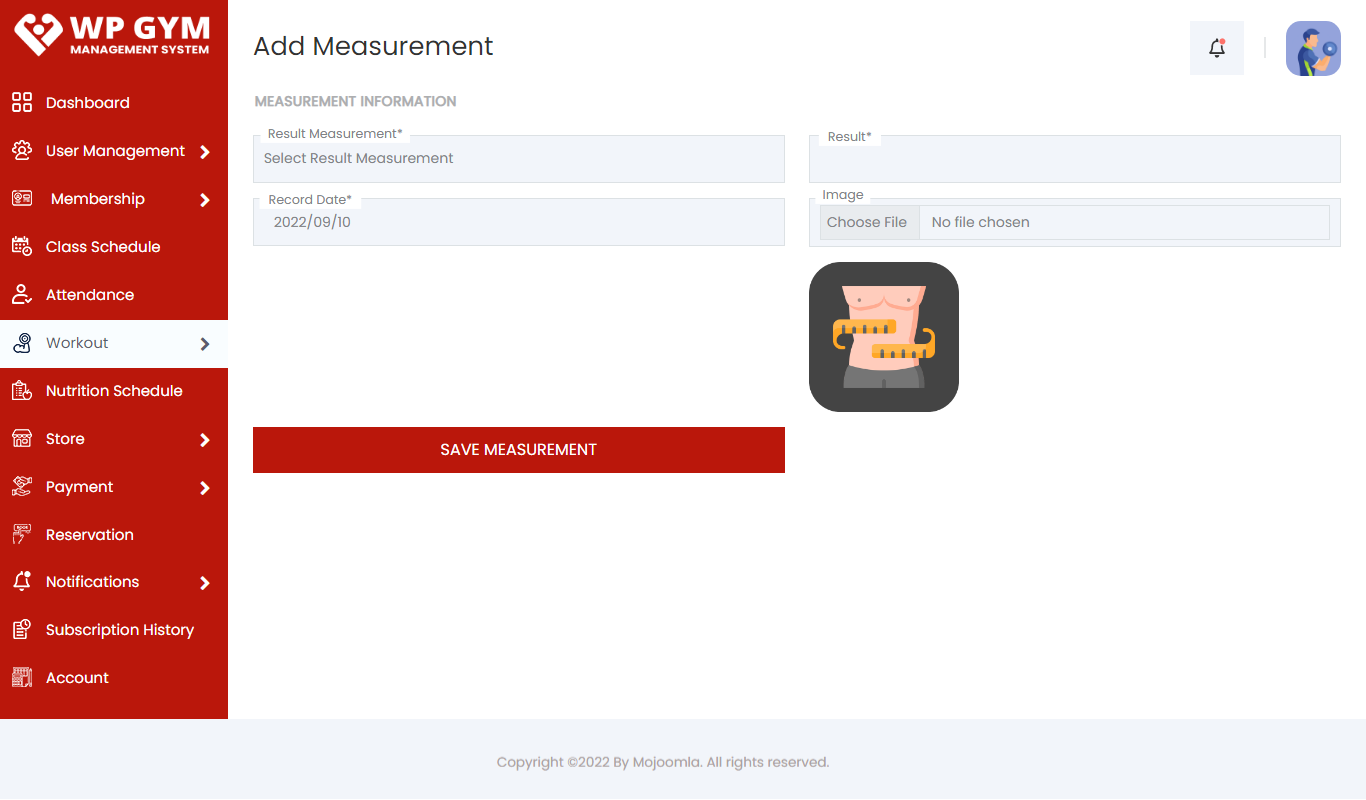 WP GYM
MANAGEMENT SYSTEM
Dashboard
User Management
Membership
Class Schedule
Attendance
Workout
Nutrition Schedule
Store
Payment
Reservation
Notifications
Subscription History
Account
Add Measurement
MEASUREMENT INFORMATION
Result Measurement*
Select Result Measurement
Result*
Record Date*
2022/09/10
Image
Choose File No file chosen
SAVE MEASUREMENT
Copyright ©2022 By Mojoomla. All rights reserved.